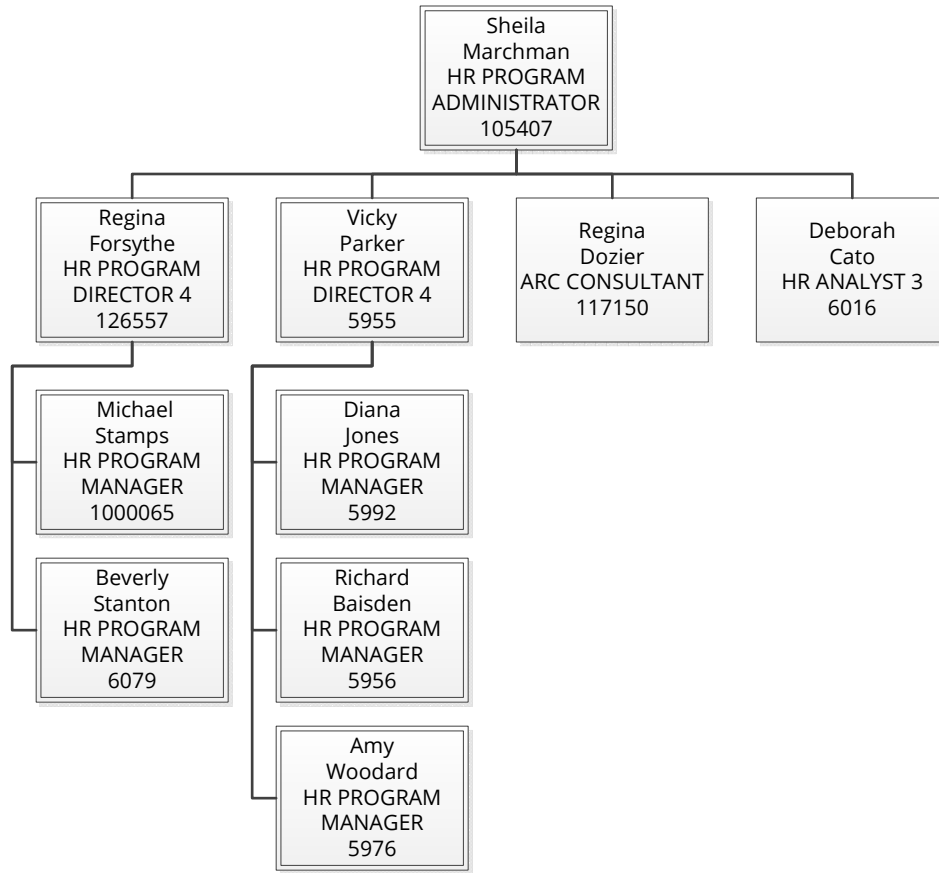 Sheila
Marchman
HR PROGRAM
ADMINISTRATOR
105407
Regina
Forsythe
HR PROGRAM
DIRECTOR 4
126557
Vicky
Parker
HR PROGRAM
DIRECTOR 4
5955
Regina
Dozier
ARC CONSULTANT
117150
Deborah
Cato
HR ANALYST 3
6016
Michael
Stamps
HR PROGRAM
MANAGER
1000065
Diana
Jones
HR PROGRAM
MANAGER
5992
Beverly
Stanton
HR PROGRAM
MANAGER
6079
Richard
Baisden
HR PROGRAM
MANAGER
5956
Amy
Woodard
HR PROGRAM
MANAGER
5976